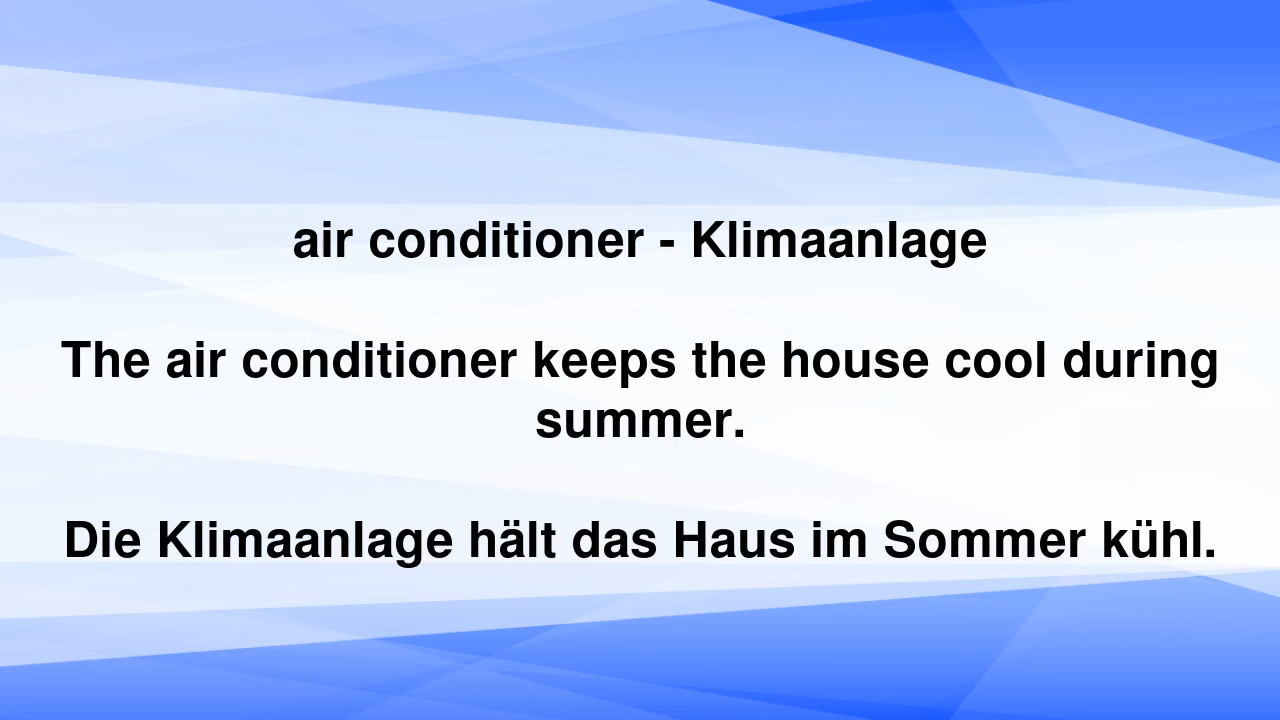 air conditioner - Klimaanlage
The air conditioner keeps the house cool during
summer.
Die Klimaanlage hält das Haus im Sommer kühl.